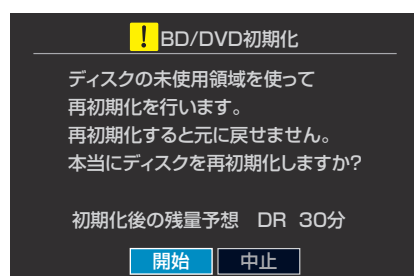 ! BD/DVD初期化
ディスクの未使用領域を使って
再初期化を行います。
再初期化すると元に戻せません。
本当にディスクを再初期化しますか?
初期化後の残量予想 DR 30分
開始 中止